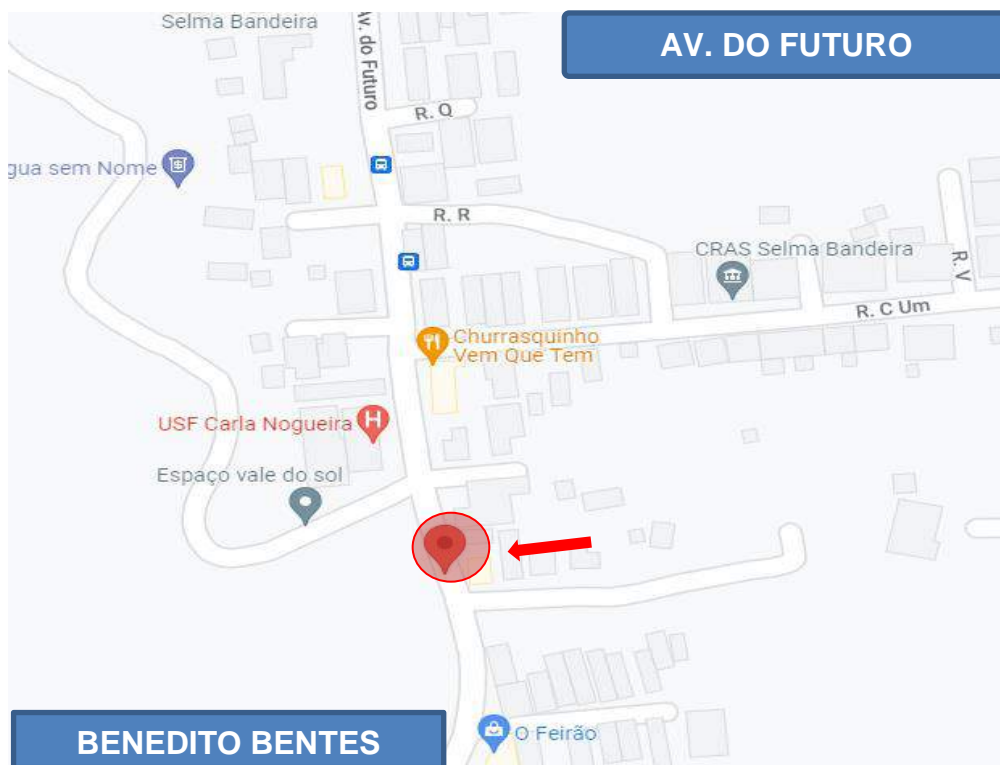 Selma Bandeira
Av. do Futuro
AV. DO FUTURO
R. Q
gua sem Nome
R. R
CRAS Selma Bandeira
R. V
R. C Um
Churrasquinho
Vem Que Tem
USF Carla Nogueira
H
Espaço vale do sol
BENEDITO BENTES
O Feirão